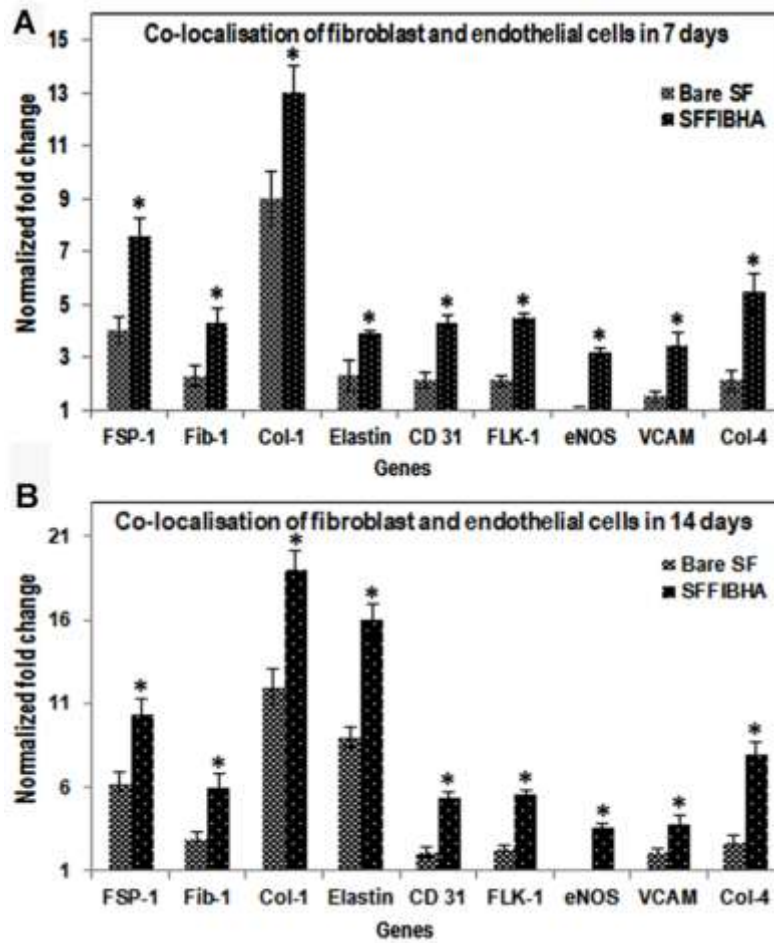 A
Co-localisation of fibroblast and endothelial cells in 7 days
Normalized fold change
15
13
11
9
7
5
3
1
Bare SF
SFFIBHA
*
*
*
*
*
*
*
*
*
FSP-1 Fib-1 Col-1 Elastin CD 31 FLK-1 eNOS VCAM Col-4
Genes
B
Co-localisation of fibroblast and endothelial cells in 14 days
Normalized fold change
21
16
11
6
1
Bare SF
SFFIBHA
*
*
*
*
*
*
*
*
*
FSP-1 Fib-1 Col-1 Elastin CD 31 FLK-1 eNOS VCAM Col-4
Genes